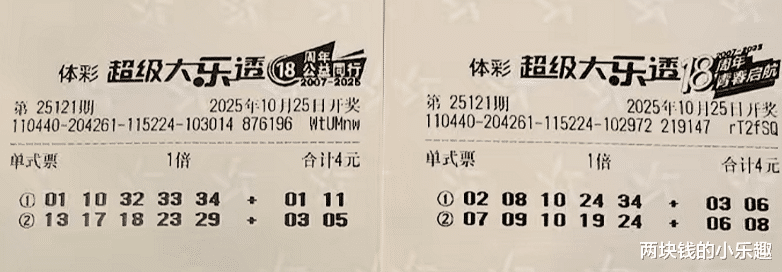 体彩 超级大乐透 18 周年 公益同行 2007-2025
第 25121期 2025年10月25日开奖
110440-204261-115224-103014 876196 WtUMnw
单式票 1倍 合计4元
① 01 10 32 33 34 + 01 11
② 13 17 18 23 29 + 03 05
体彩 超级大乐透 18 2007-2025 周年 青春启航
第 25121期 2025年10月25日开奖
110440-204261-115224-102972 219147 rT2fSQ
单式票 1倍 合计4元
① 02 08 10 24 34 + 03 06
② 07 09 10 19 24 + 06 08
两块钱的小乐趣